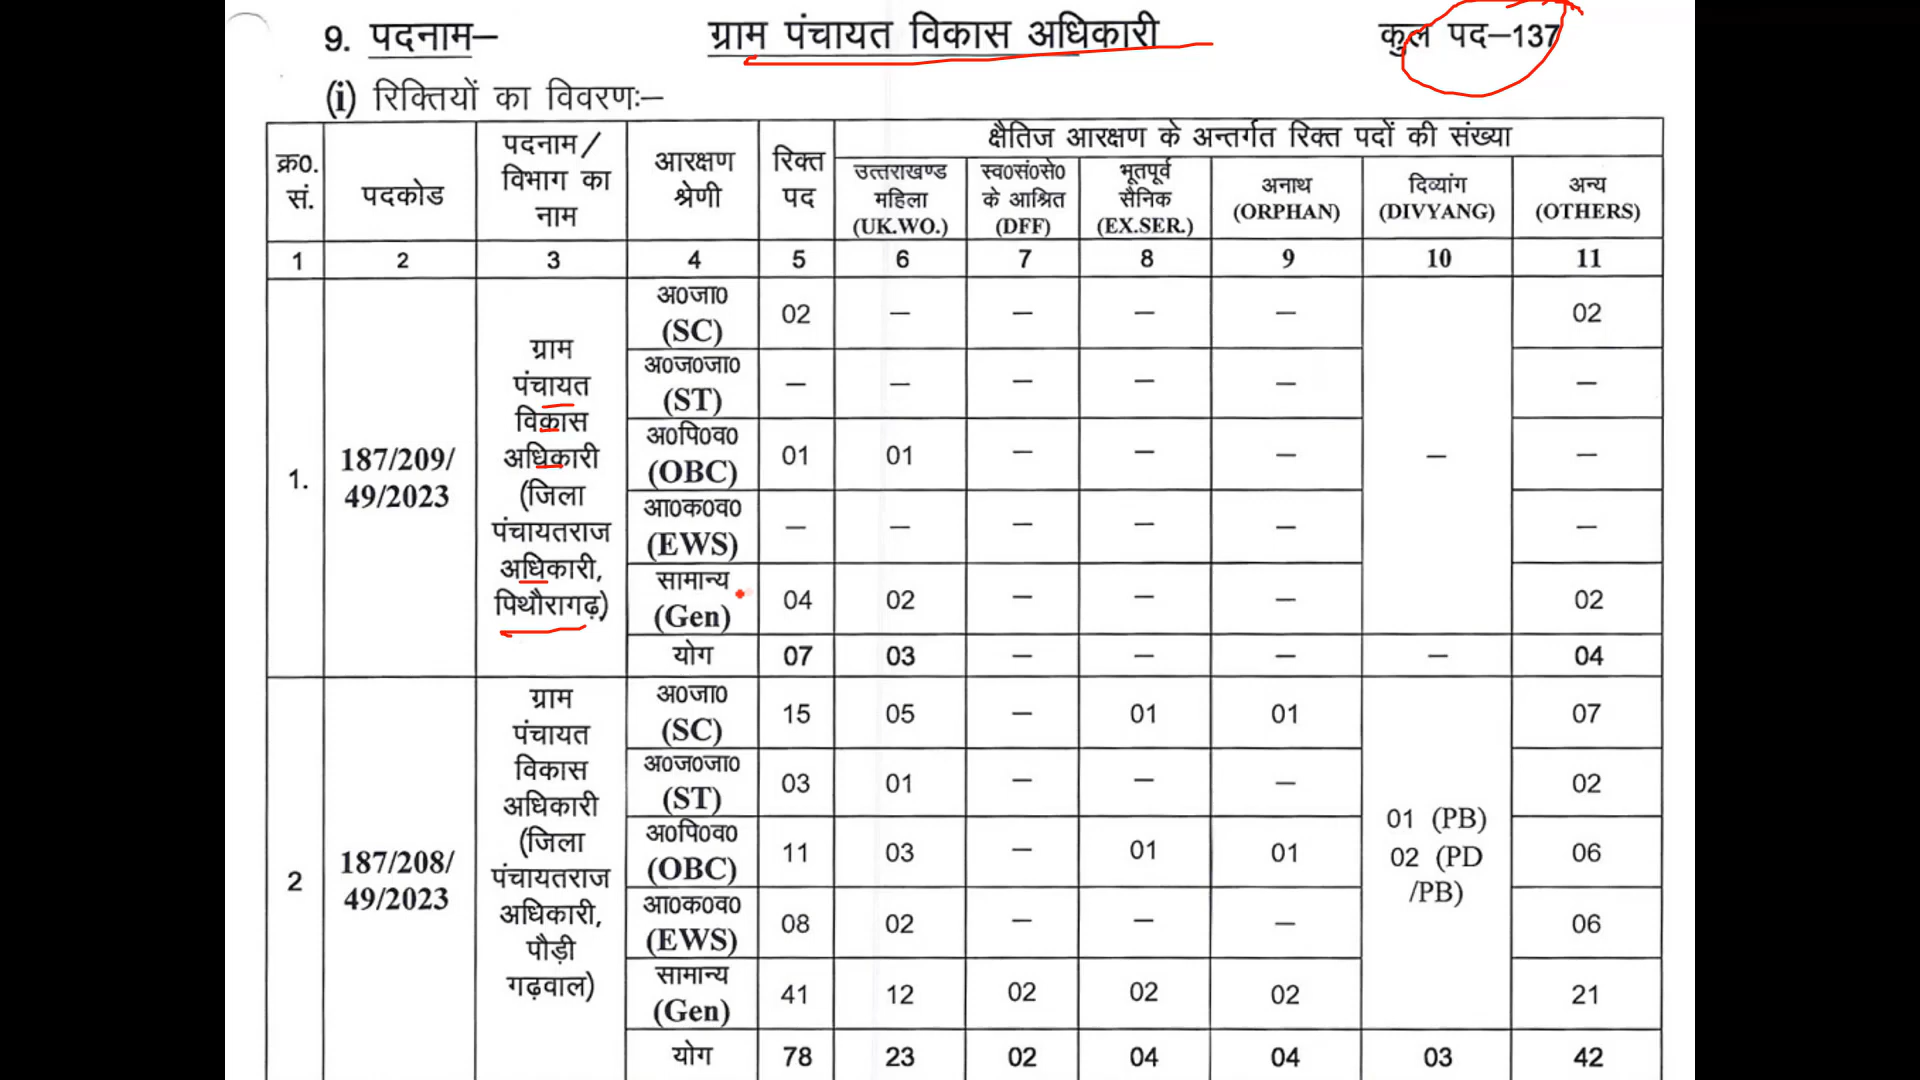 9. पदनाम– ग्राम पंचायत विकास अधिकारी कुल पद–137
(i) रिक्तियों का विवरणः–
क्र0. सं. पदकोड पदनाम/ विभाग का नाम आरक्षण श्रेणी रिक्त पद क्षैतिज आरक्षण के अन्तर्गत रिक्त पदों की संख्या
उत्तराखण्ड महिला (UK.WO.) स्व0सं0से0 के आश्रित (DFF) भूतपूर्व सैनिक (EX.SER.) अनाथ (ORPHAN) दिव्यांग (DIVYANG) अन्य (OTHERS)
1 2 3 4 5 6 7 8 9 10 11
1. 187/209/ 49/2023 ग्राम पंचायत विकास अधिकारी (जिला पंचायतराज अधिकारी, पिथौरागढ़)
अ0जा0 (SC) 02 – – – – 02
अ0ज0जा0 (ST) – – – – – –
अ0पि0व0 (OBC) 01 01 – – – – –
आ0क0व0 (EWS) – – – – – –
सामान्य (Gen) 04 02 – – – 02
योग 07 03 – – – – 04
2 187/208/ 49/2023 ग्राम पंचायत विकास अधिकारी (जिला पंचायतराज अधिकारी, पौड़ी गढ़वाल)
अ0जा0 (SC) 15 05 – 01 01 07
अ0ज0जा0 (ST) 03 01 – – – 02
अ0पि0व0 (OBC) 11 03 – 01 01 01 (PB) 02 (PD /PB) 06
आ0क0व0 (EWS) 08 02 – – – 06
सामान्य (Gen) 41 12 02 02 02 21
योग 78 23 02 04 04 03 42